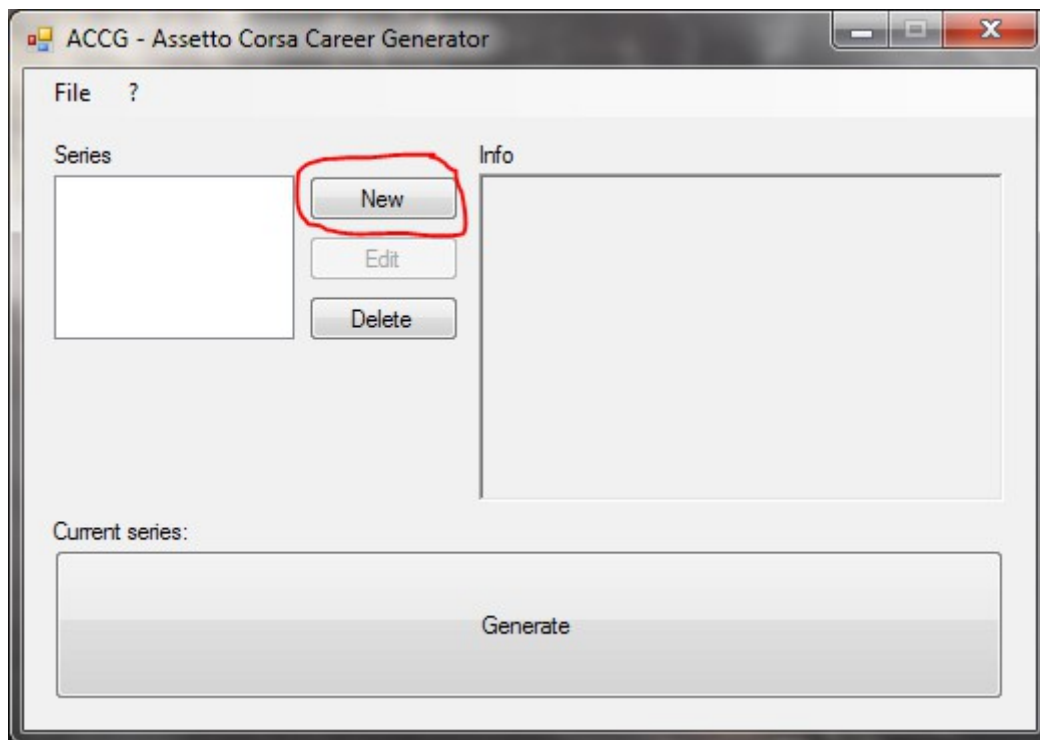 ACCG - Assetto Corsa Career Generator
File ?
Series
Info
New
Edit
Delete
Current series:
Generate